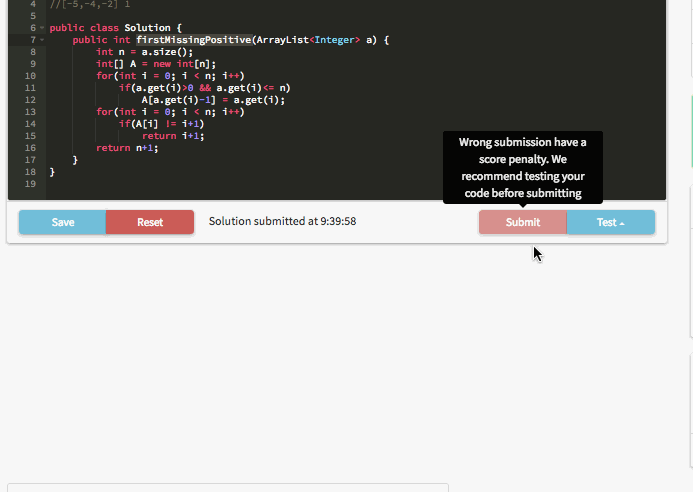 4 //[-5,-4,-2] 1
5
6 public class Solution {
7 public int firstMissingPositive(ArrayList<Integer> a) {
8 int n = a.size();
9 int[] A = new int[n];
10 for(int i = 0; i < n; i++)
11 if(a.get(i)>0 && a.get(i)<= n)
12 A[a.get(i)-1] = a.get(i);
13 for(int i = 0; i < n; i++)
14 if(A[i] != i+1)
15 return i+1;
16 return n+1;
17 }
18 }
19
Wrong submission have a
score penalty. We
recommend testing your
code before submitting
Save Reset Solution submitted at 9:39:58 Submit Test